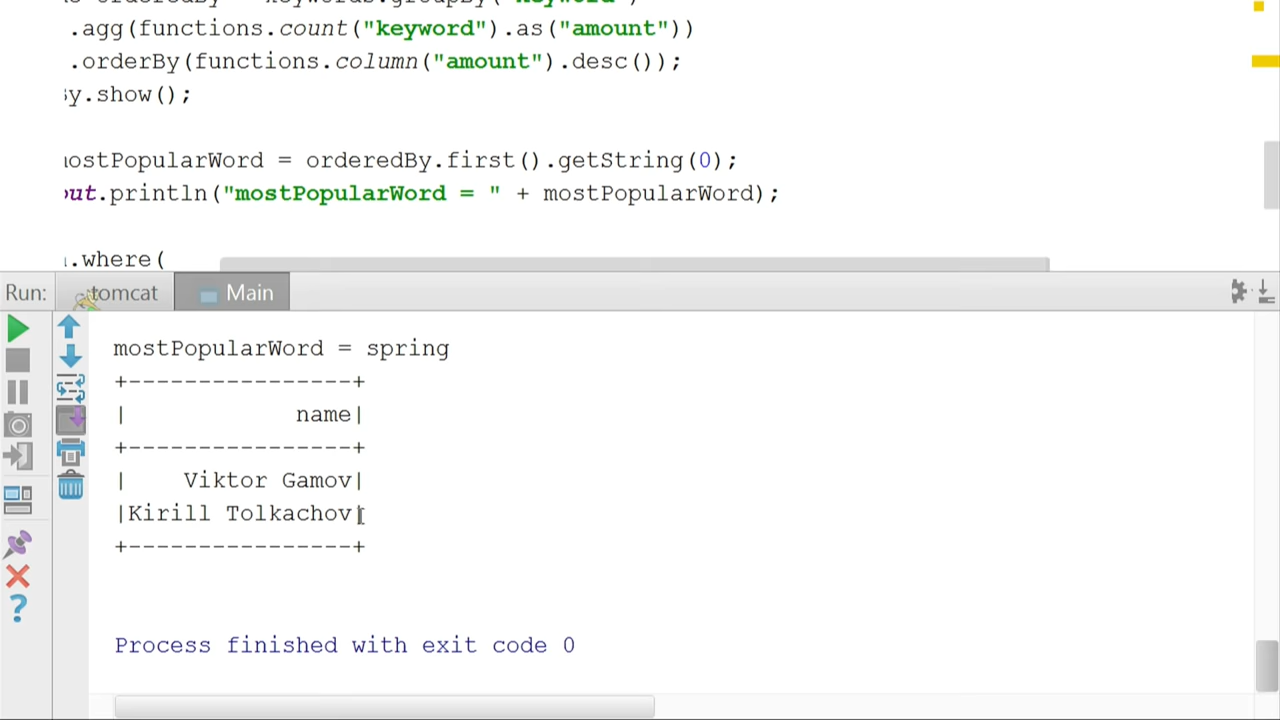 .agg(functions.count("keyword").as("amount"))
.orderBy(functions.column("amount").desc());
y.show();
ostPopularWord = orderedBy.first().getString(0);
ut.println("mostPopularWord = " + mostPopularWord);
.where(
Run: tomcat Main
mostPopularWord = spring
+----------------+
| name|
+----------------+
| Viktor Gamov|
|Kirill Tolkachov|
+----------------+
Process finished with exit code 0